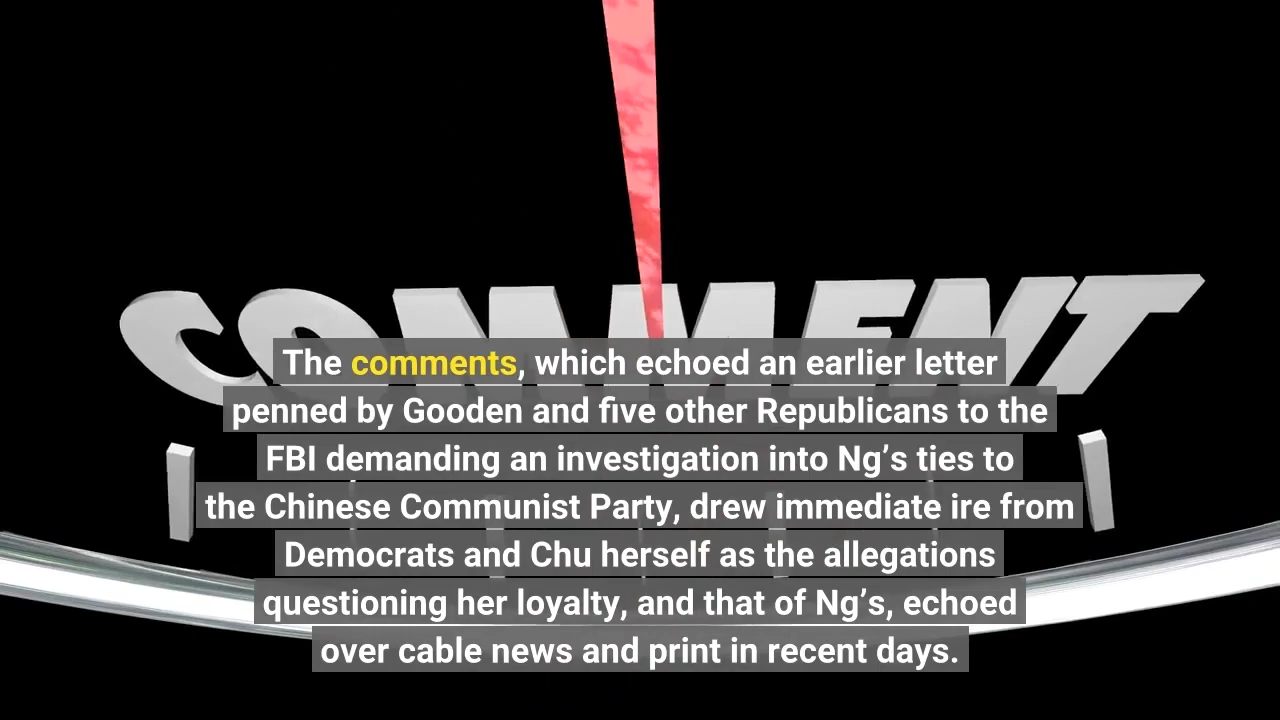 COMMENT
The comments, which echoed an earlier letter
penned by Gooden and five other Republicans to the
FBI demanding an investigation into Ng’s ties to
the Chinese Communist Party, drew immediate ire from
Democrats and Chu herself as the allegations
questioning her loyalty, and that of Ng’s, echoed
over cable news and print in recent days.